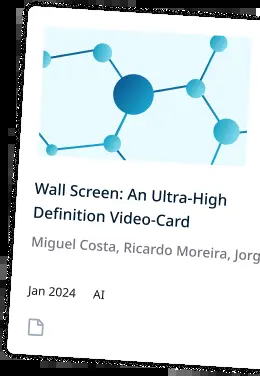 Wall Screen: An Ultra-High
Definition Video-Card
Miguel Costa, Ricardo Moreira, Jorg
Jan 2024 AI